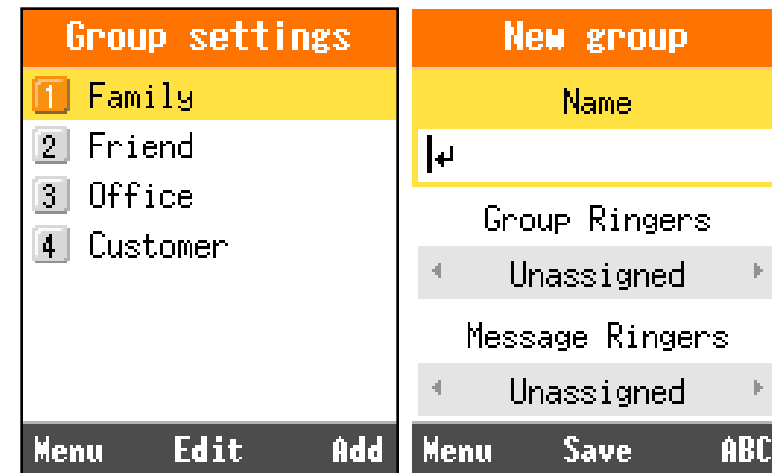 Group settings
1 Family
2 Friend
3 Office
4 Customer
Menu Edit Add
New group
Name
Group Ringers
Unassigned
Message Ringers
Unassigned
Menu Save ABC